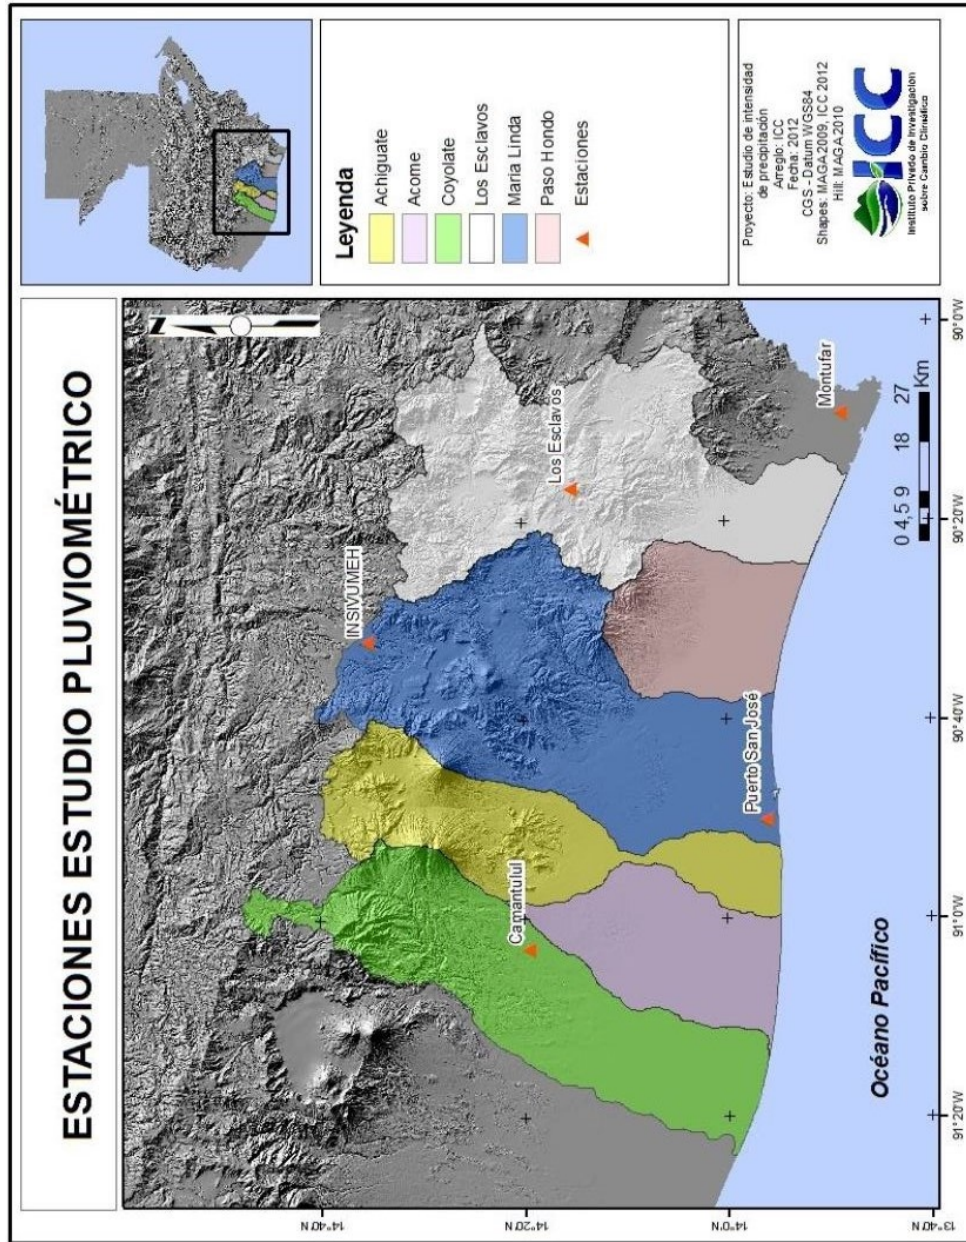 ESTACIONES ESTUDIO PLUVIOMÉTRICO
N
INSIVUMEH
Los Esclavos
Camantulul
Puerto San José
Montufar
Océano Pacífico
0 4,5 9 18 27
Km
14°40'N
14°20'N
14°0'N
13°40'N
91°20'W
91°0'W
90°40'W
90°20'W
90°0'W
Leyenda
Achiguate
Acome
Coyolate
Los Esclavos
Maria Linda
Paso Hondo
Estaciones
Proyecto: Estudio de intensidad
de precipitación
Arreglo: ICC
Fecha: 2012
CGS - Datum WGS84
Shapes: MAGA 2009, ICC 2012
Hill: MAGA2010
ICC
Instituto Privado de Investigación
sobre Cambio Climático